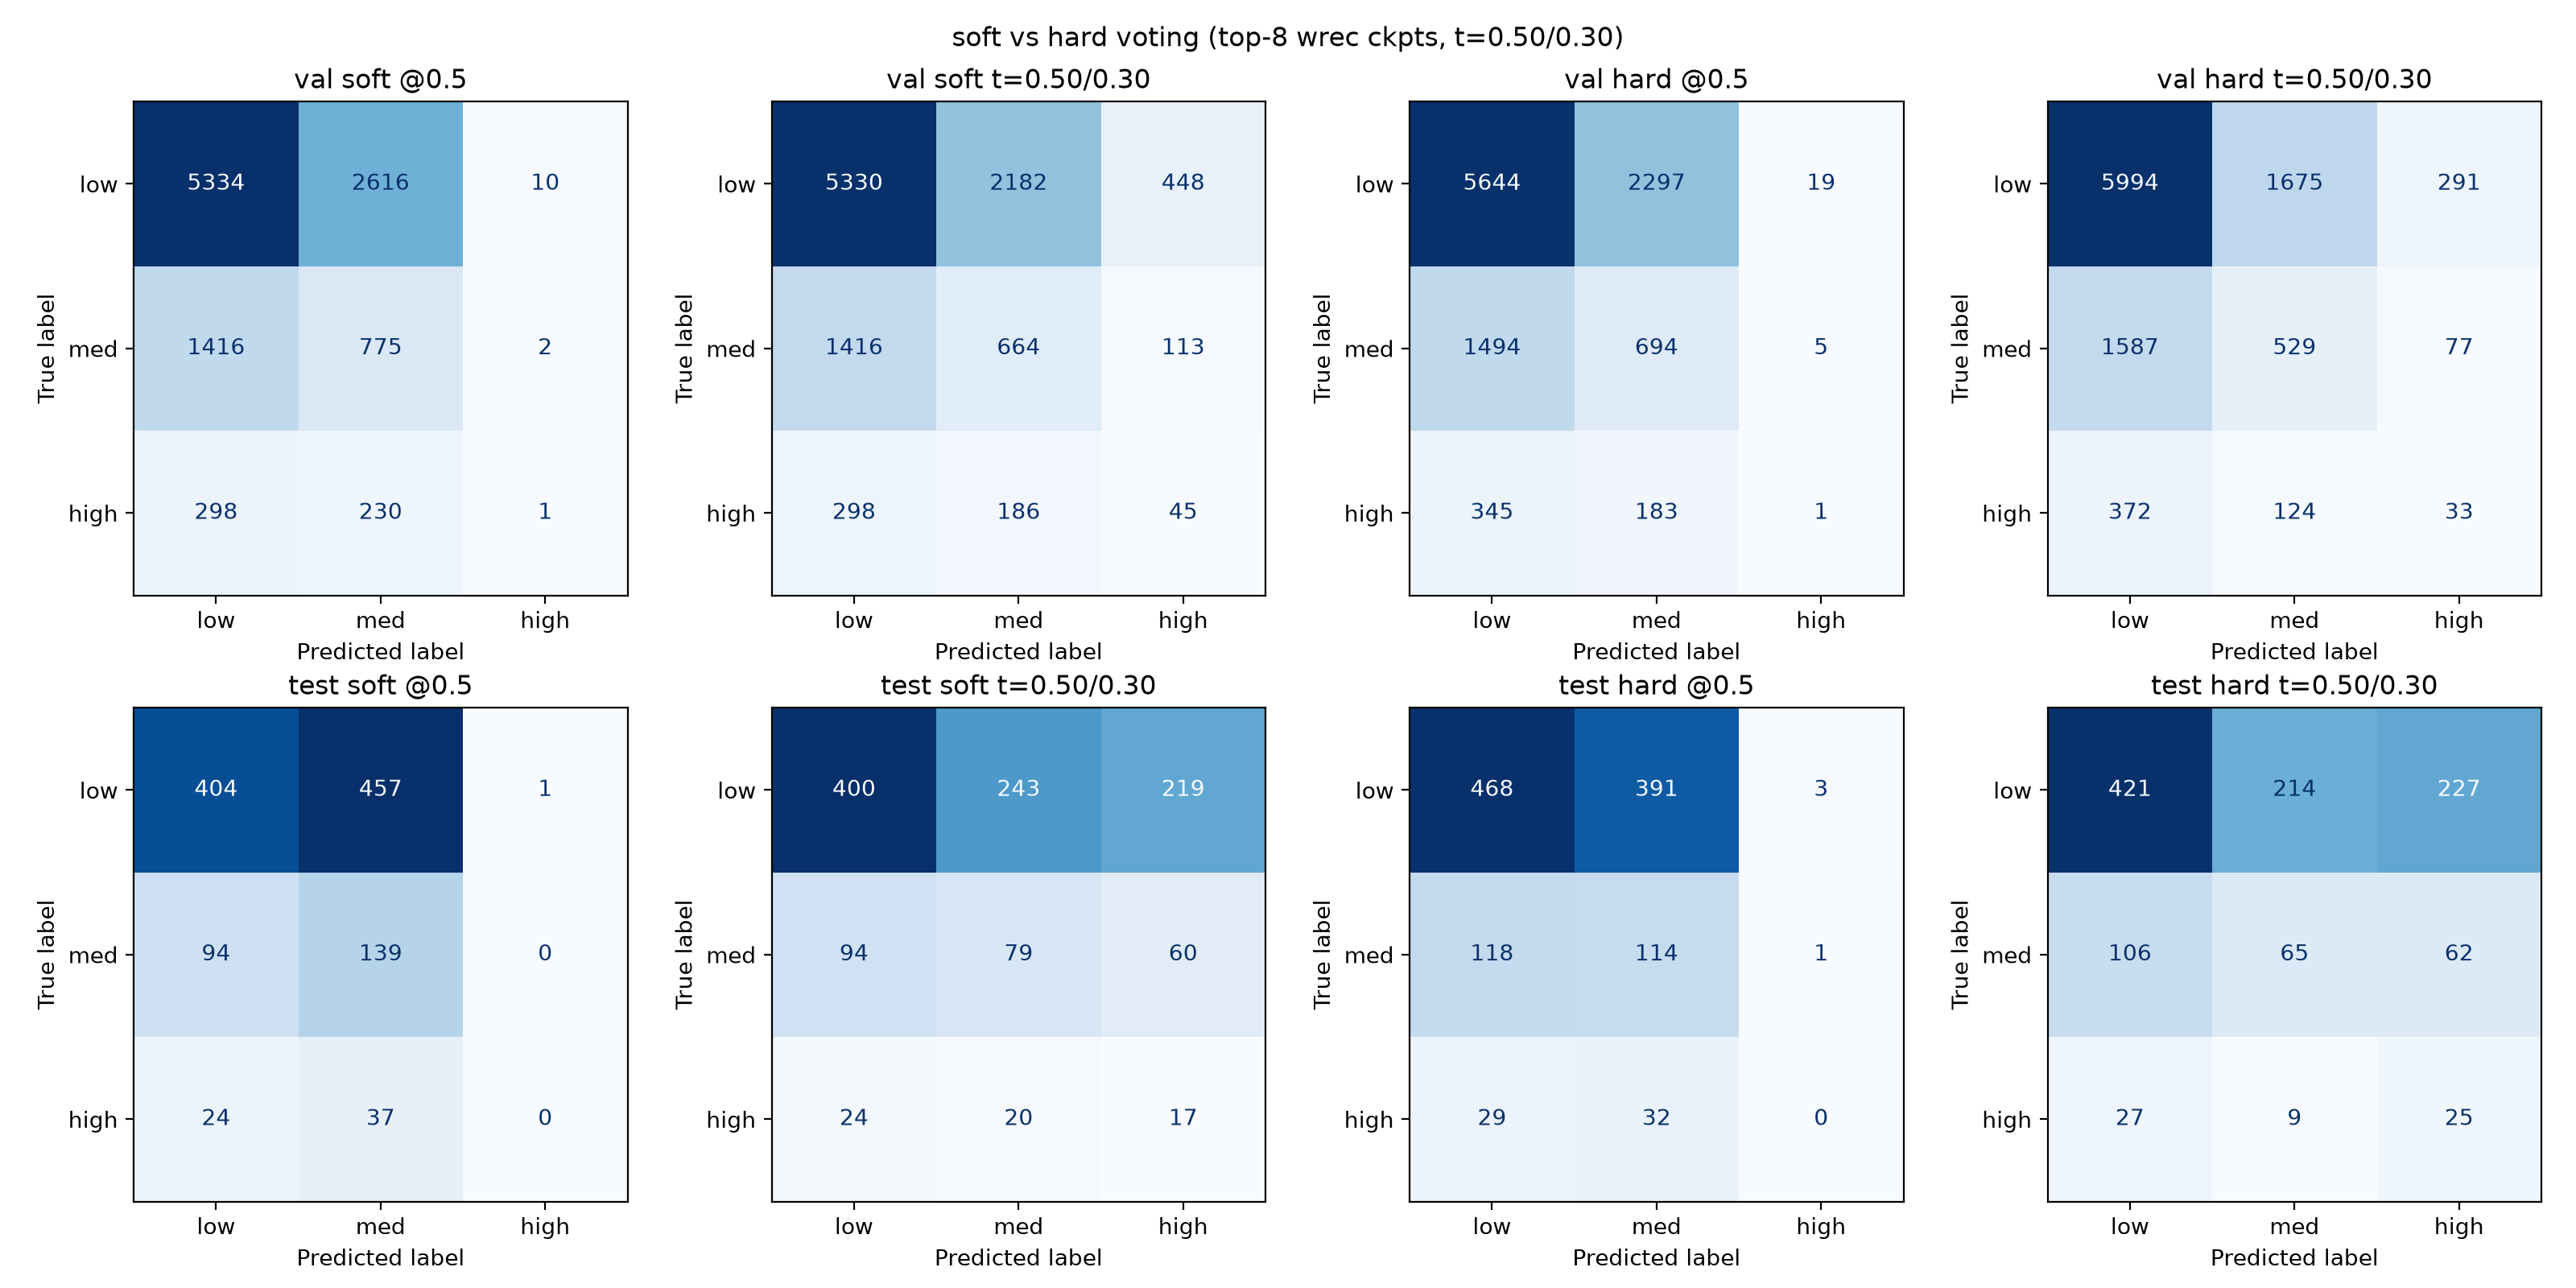 soft vs hard voting (top-8 wrec ckpts, t=0.50/0.30)
val soft @0.5
True label
low 5334 2616 10
med 1416 775 2
high 298 230 1
low med high
Predicted label
val soft t=0.50/0.30
True label
low 5330 2182 448
med 1416 664 113
high 298 186 45
low med high
Predicted label
val hard @0.5
True label
low 5644 2297 19
med 1494 694 5
high 345 183 1
low med high
Predicted label
val hard t=0.50/0.30
True label
low 5994 1675 291
med 1587 529 77
high 372 124 33
low med high
Predicted label
test soft @0.5
True label
low 404 457 1
med 94 139 0
high 24 37 0
low med high
Predicted label
test soft t=0.50/0.30
True label
low 400 243 219
med 94 79 60
high 24 20 17
low med high
Predicted label
test hard @0.5
True label
low 468 391 3
med 118 114 1
high 29 32 0
low med high
Predicted label
test hard t=0.50/0.30
True label
low 421 214 227
med 106 65 62
high 27 9 25
low med high
Predicted label